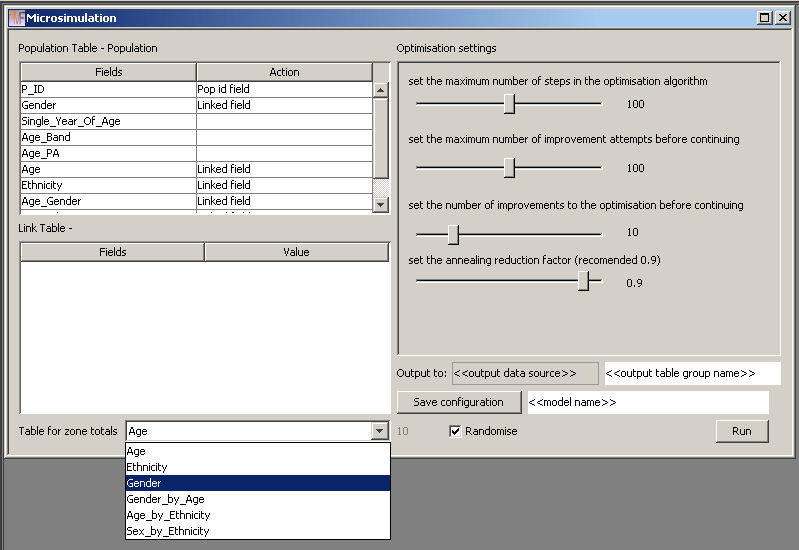 Microsimulation
Population Table - Population
Fields Action
P_ID Pop id field
Gender Linked field
Single_Year_Of_Age
Age_Band
Age_PA
Age Linked field
Ethnicity Linked field
Age_Gender Linked field
Link Table -
Fields Value
Table for zone totals Age
Age
Ethnicity
Gender
Gender_by_Age
Age_by_Ethnicity
Sex_by_Ethnicity
Optimisation settings
set the maximum number of steps in the optimisation algorithm
100
set the maximum number of improvement attempts before continuing
100
set the number of improvements to the optimisation before continuing
10
set the annealing reduction factor (recomended 0.9)
0.9
Output to: <<output data source>> <<output table group name>>
Save configuration <<model name>>
10 Randomise Run